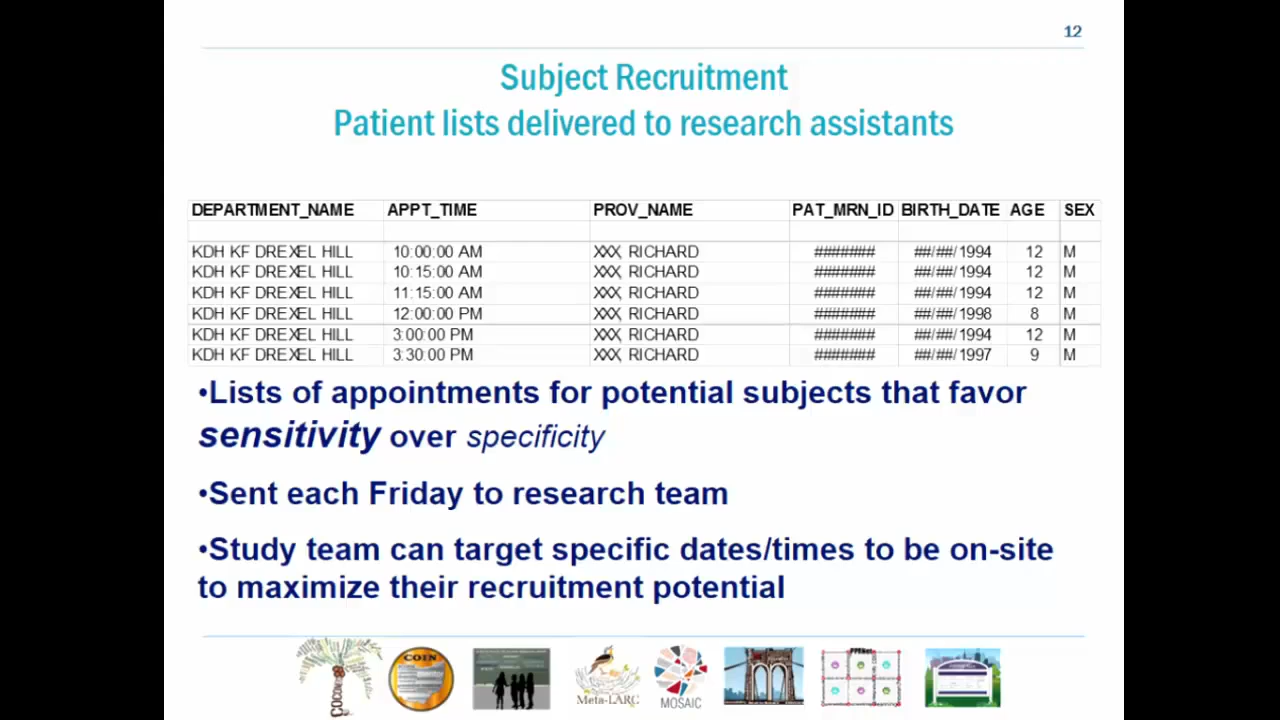 12
Subject Recruitment
Patient lists delivered to research assistants
DEPARTMENT_NAME APPT_TIME PROV_NAME PAT_MRN_ID BIRTH_DATE AGE SEX
KDH KF DREXEL HILL 10:00:00 AM XXX, RICHARD ####### ##/##/1994 12 M
KDH KF DREXEL HILL 10:15:00 AM XXX, RICHARD ####### ##/##/1994 12 M
KDH KF DREXEL HILL 11:15:00 AM XXX, RICHARD ####### ##/##/1994 12 M
KDH KF DREXEL HILL 12:00:00 PM XXX, RICHARD ####### ##/##/1998 8 M
KDH KF DREXEL HILL 3:00:00 PM XXX, RICHARD ####### ##/##/1994 12 M
KDH KF DREXEL HILL 3:30:00 PM XXX, RICHARD ####### ##/##/1997 9 M
•Lists of appointments for potential subjects that favor
sensitivity over specificity
•Sent each Friday to research team
•Study team can target specific dates/times to be on-site
to maximize their recruitment potential
COIN
Meta-LARC
MOSAIC